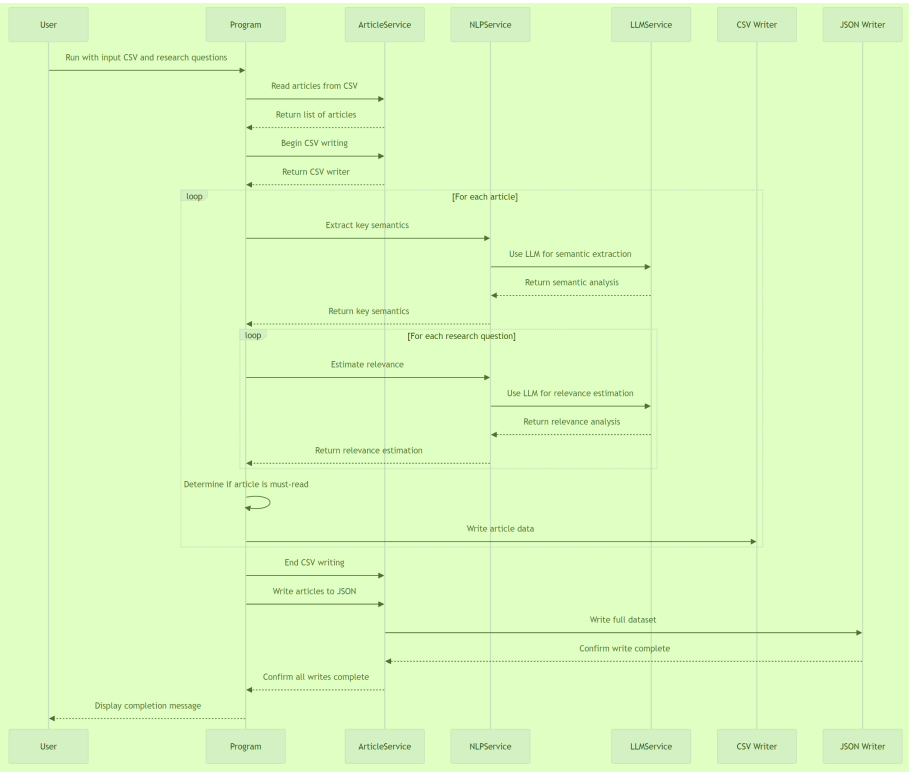 User Program ArticleService NLPService LLMService CSV Writer JSON Writer
Run with input CSV and research questions
Read articles from CSV
Return list of articles
Begin CSV writing
Return CSV writer
loop [For each article]
Extract key semantics
Use LLM for semantic extraction
Return semantic analysis
Return key semantics
loop [For each research question]
Estimate relevance
Use LLM for relevance estimation
Return relevance analysis
Return relevance estimation
Determine if article is must-read
Write article data
End CSV writing
Write articles to JSON
Write full dataset
Confirm write complete
Confirm all writes complete
Display completion message
User Program ArticleService NLPService LLMService CSV Writer JSON Writer